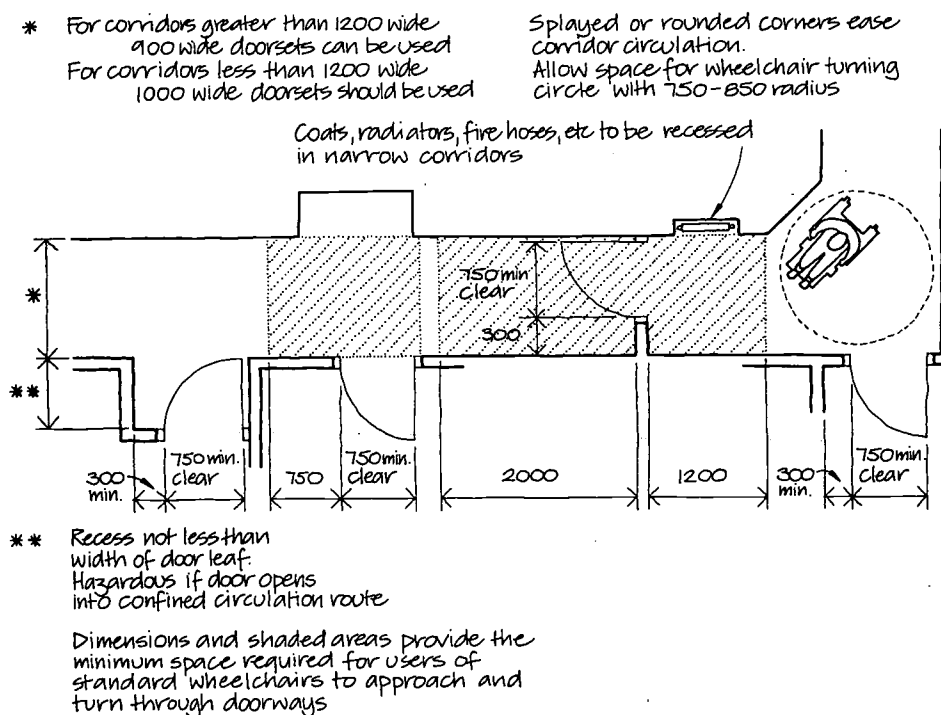 * For corridors greater than 1200 wide
900 wide doorsets can be used
For corridors less than 1200 wide
1000 wide doorsets should be used
Splayed or rounded corners ease
corridor circulation.
Allow space for wheelchair turning
circle with 750-850 radius
Coats, radiators, fire hoses, etc to be recessed
in narrow corridors
*
750 min
clear
300
**
300
min.
750 min.
clear
750
750 min.
clear
2000
1200
300
min.
750 min.
clear
** Recess not less than
width of door leaf.
Hazardous if door opens
into confined circulation route
Dimensions and shaded areas provide the
minimum space required for users of
standard wheelchairs to approach and
turn through doorways